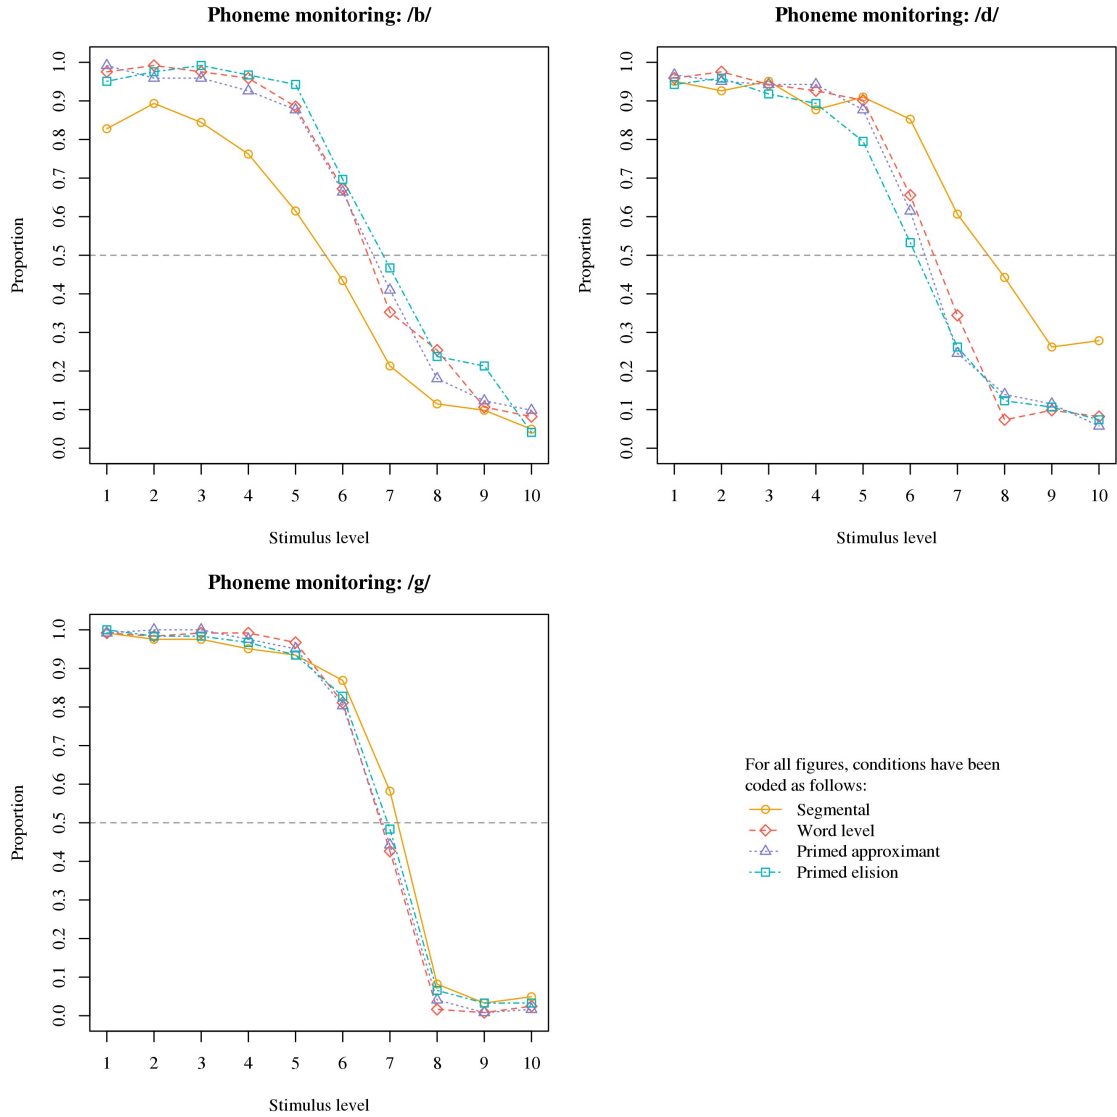 Phoneme monitoring: /b/
Proportion
1.0
0.9
0.8
0.7
0.6
0.5
0.4
0.3
0.2
0.1
0.0
1 2 3 4 5 6 7 8 9 10
Stimulus level
Phoneme monitoring: /d/
Proportion
1.0
0.9
0.8
0.7
0.6
0.5
0.4
0.3
0.2
0.1
0.0
1 2 3 4 5 6 7 8 9 10
Stimulus level
Phoneme monitoring: /g/
Proportion
1.0
0.9
0.8
0.7
0.6
0.5
0.4
0.3
0.2
0.1
0.0
1 2 3 4 5 6 7 8 9 10
Stimulus level
For all figures, conditions have been
coded as follows:
Segmental
Word level
Primed approximant
Primed elision